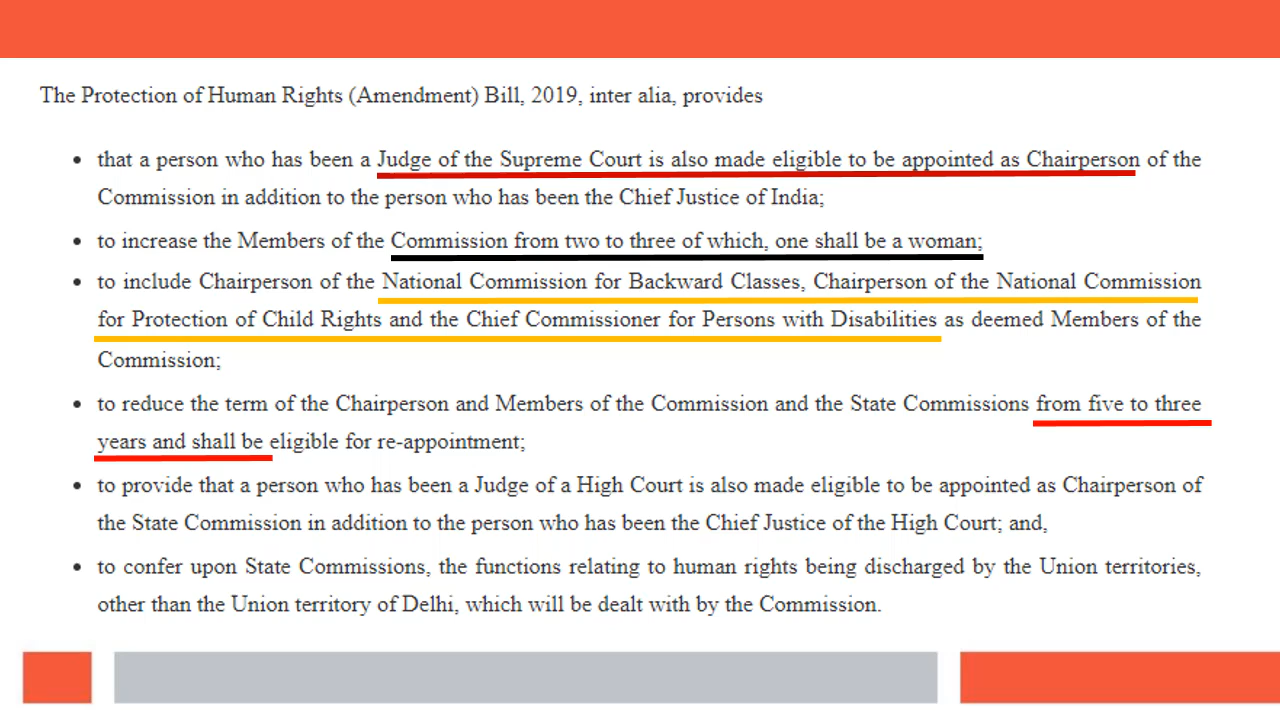 The Protection of Human Rights (Amendment) Bill, 2019, inter alia, provides
• that a person who has been a Judge of the Supreme Court is also made eligible to be appointed as Chairperson of the
Commission in addition to the person who has been the Chief Justice of India;
• to increase the Members of the Commission from two to three of which, one shall be a woman;
• to include Chairperson of the National Commission for Backward Classes, Chairperson of the National Commission
for Protection of Child Rights and the Chief Commissioner for Persons with Disabilities as deemed Members of the
Commission;
• to reduce the term of the Chairperson and Members of the Commission and the State Commissions from five to three
years and shall be eligible for re-appointment;
• to provide that a person who has been a Judge of a High Court is also made eligible to be appointed as Chairperson of
the State Commission in addition to the person who has been the Chief Justice of the High Court; and,
• to confer upon State Commissions, the functions relating to human rights being discharged by the Union territories,
other than the Union territory of Delhi, which will be dealt with by the Commission.